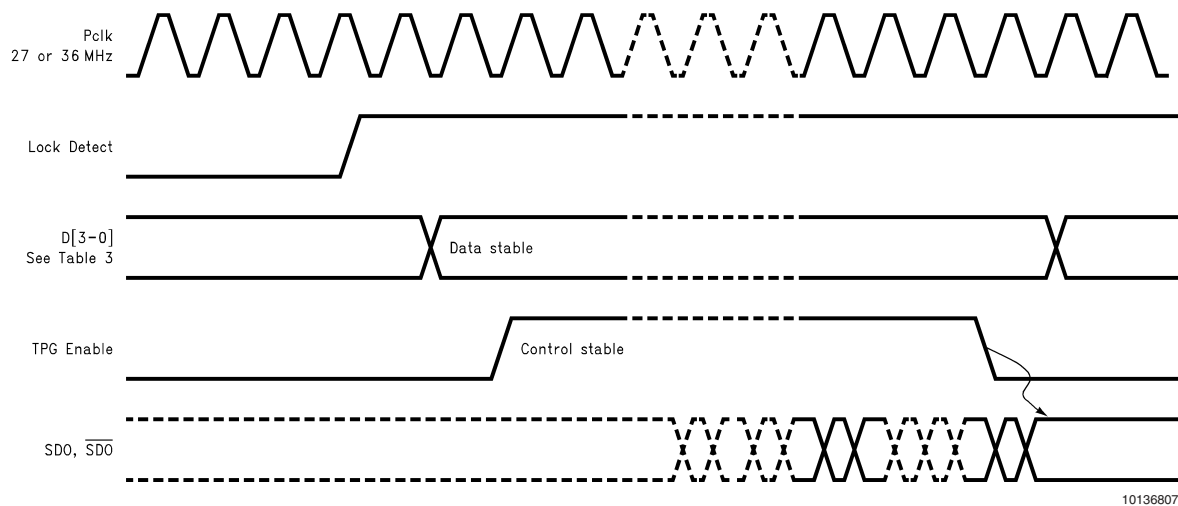 Pclk
27 or 36 MHz
Lock Detect
D[3-0]
See Table 3
Data stable
TPG Enable
Control stable
SDO, S̅D̅O̅
10136807